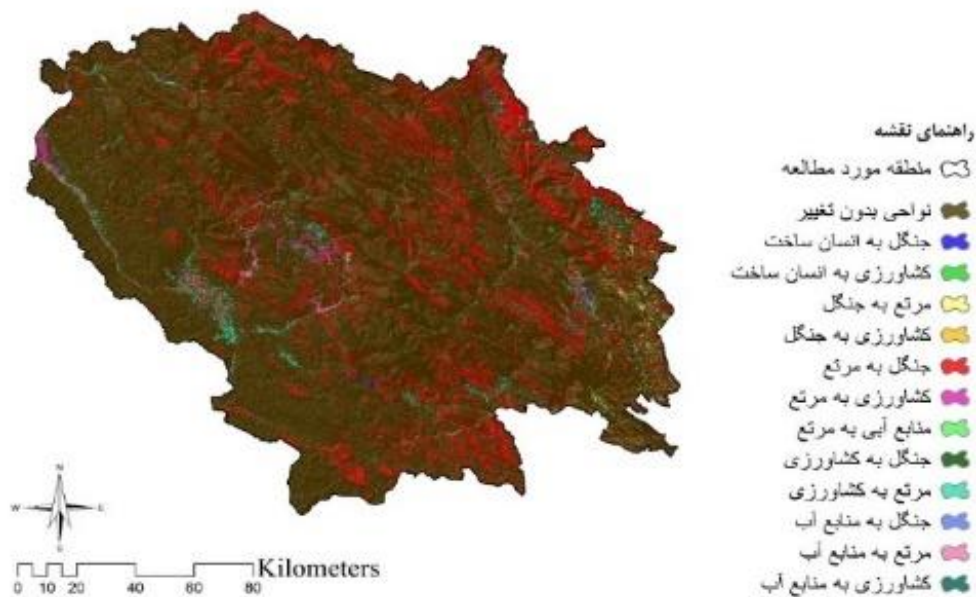 راهنمای نقشه
منطقه مورد مطالعه
نواحی بدون تغییر
جنگل به انسان ساخت
کشاورزی به انسان ساخت
مرتع به جنگل
کشاورزی به جنگل
جنگل به مرتع
کشاورزی به مرتع
منابع آبی به مرتع
جنگل به کشاورزی
مرتع به کشاورزی
جنگل به منابع آب
مرتع به منابع آب
کشاورزی به منابع آب
N
W E
S
Kilometers
0 10 20 40 60 80